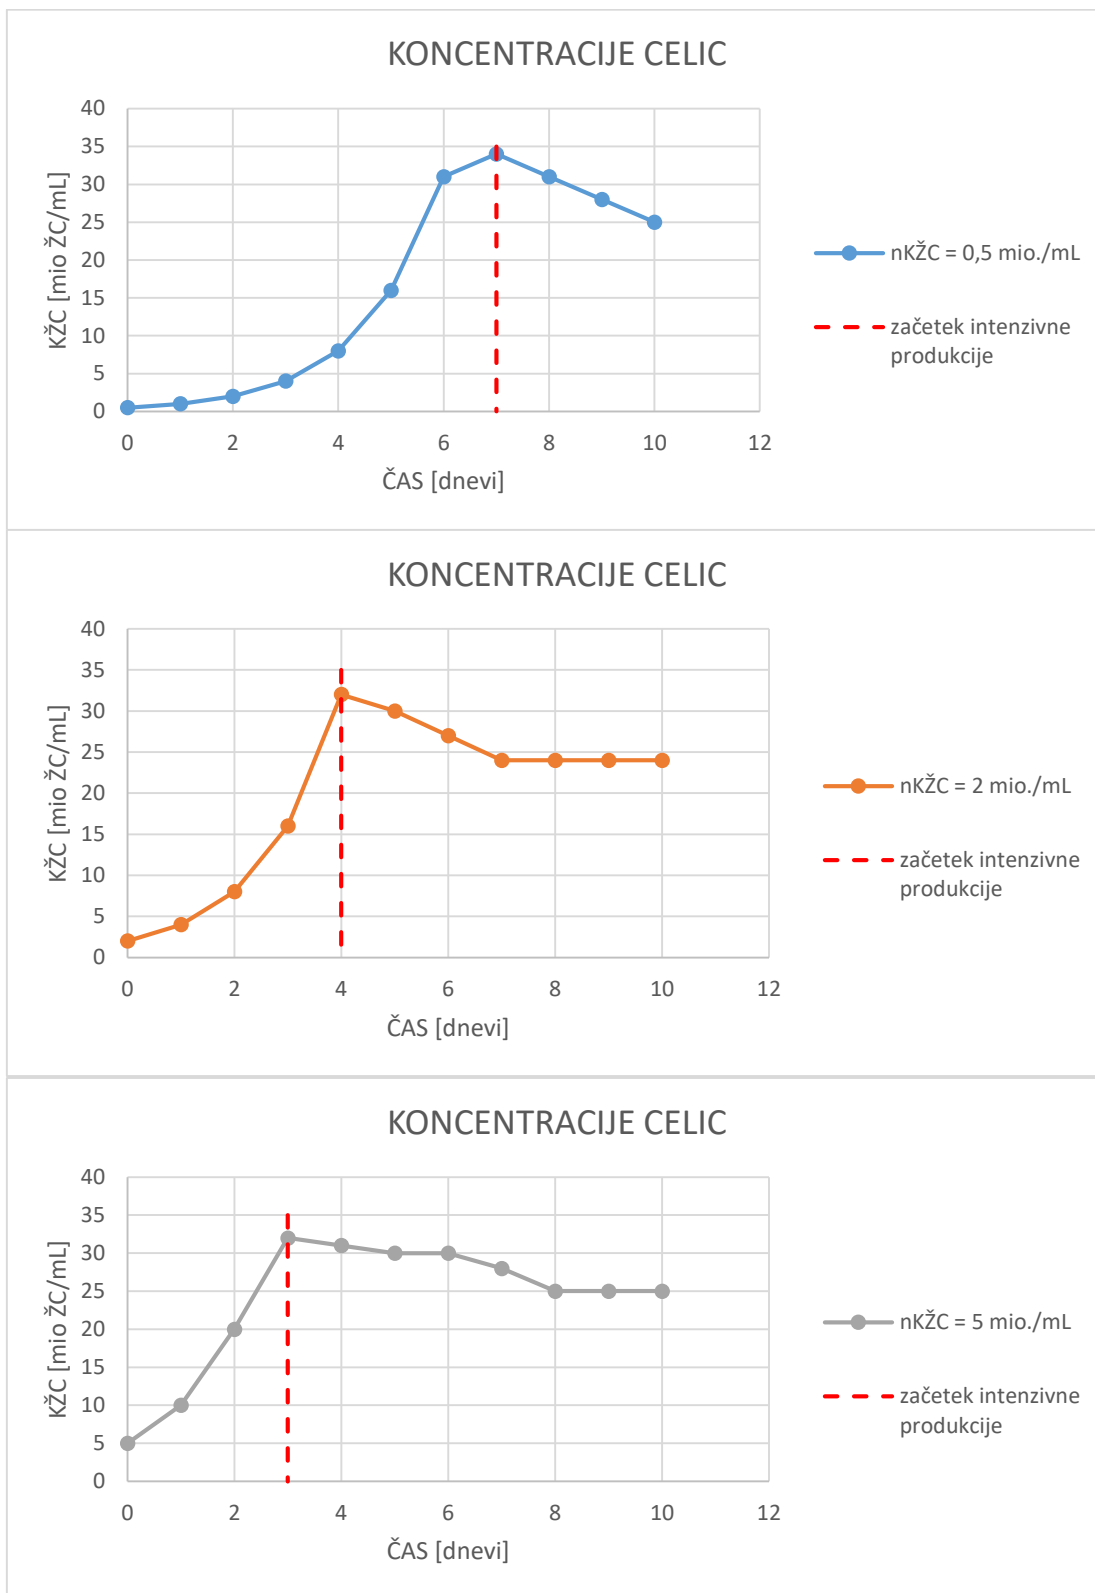 KONCENTRACIJE CELIC
40
35
30
25
20
15
10
5
0
KŽC [mio ŽC/mL]
0 2 4 6 8 10 12
ČAS [dnevi]
nKŽC = 0,5 mio./mL
začetek intenzivne
produkcije
KONCENTRACIJE CELIC
40
35
30
25
20
15
10
5
0
KŽC [mio ŽC/mL]
0 2 4 6 8 10 12
ČAS [dnevi]
nKŽC = 2 mio./mL
začetek intenzivne
produkcije
KONCENTRACIJE CELIC
40
35
30
25
20
15
10
5
0
KŽC [mio ŽC/mL]
0 2 4 6 8 10 12
ČAS [dnevi]
nKŽC = 5 mio./mL
začetek intenzivne
produkcije